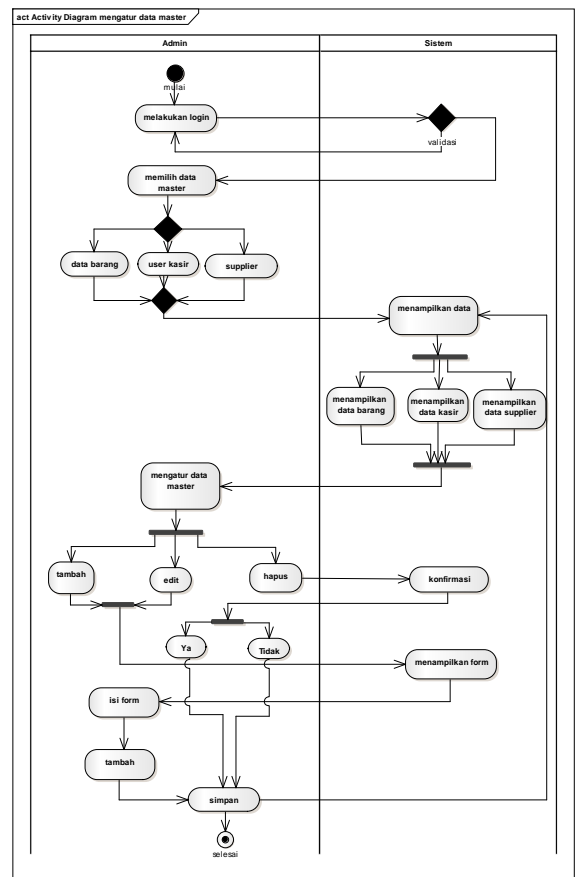 act Activity Diagram mengatur data master
Admin
Sistem
mulai
melakukan login
validasi
memilih data
master
data barang
user kasir
supplier
menampilkan data
menampilkan
data barang
menampilkan
data kasir
menampilkan
data supplier
mengatur data
master
tambah
edit
hapus
konfirmasi
Ya
Tidak
menampilkan form
isi form
tambah
simpan
selesai